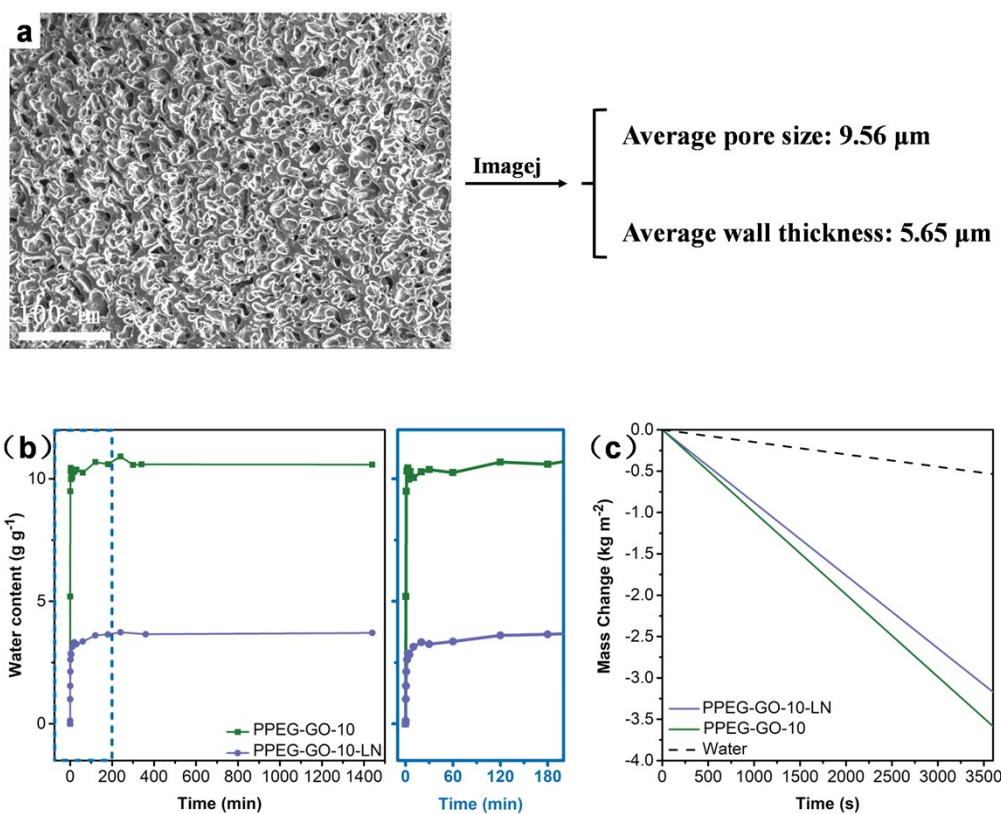 a
100 μm
Imagej
Average pore size: 9.56 μm
Average wall thickness: 5.65 μm
(b)
Water content (g g-1)
10
5
0
PPEG-GO-10
PPEG-GO-10-LN
0 200 400 600 800 1000 1200 1400
Time (min)
0 60 120 180
Time (min)
(c)
Mass Change (kg m-2)
0.0
-0.5
-1.0
-1.5
-2.0
-2.5
-3.0
-3.5
-4.0
PPEG-GO-10-LN
PPEG-GO-10
Water
0 500 1000 1500 2000 2500 3000 3500
Time (s)